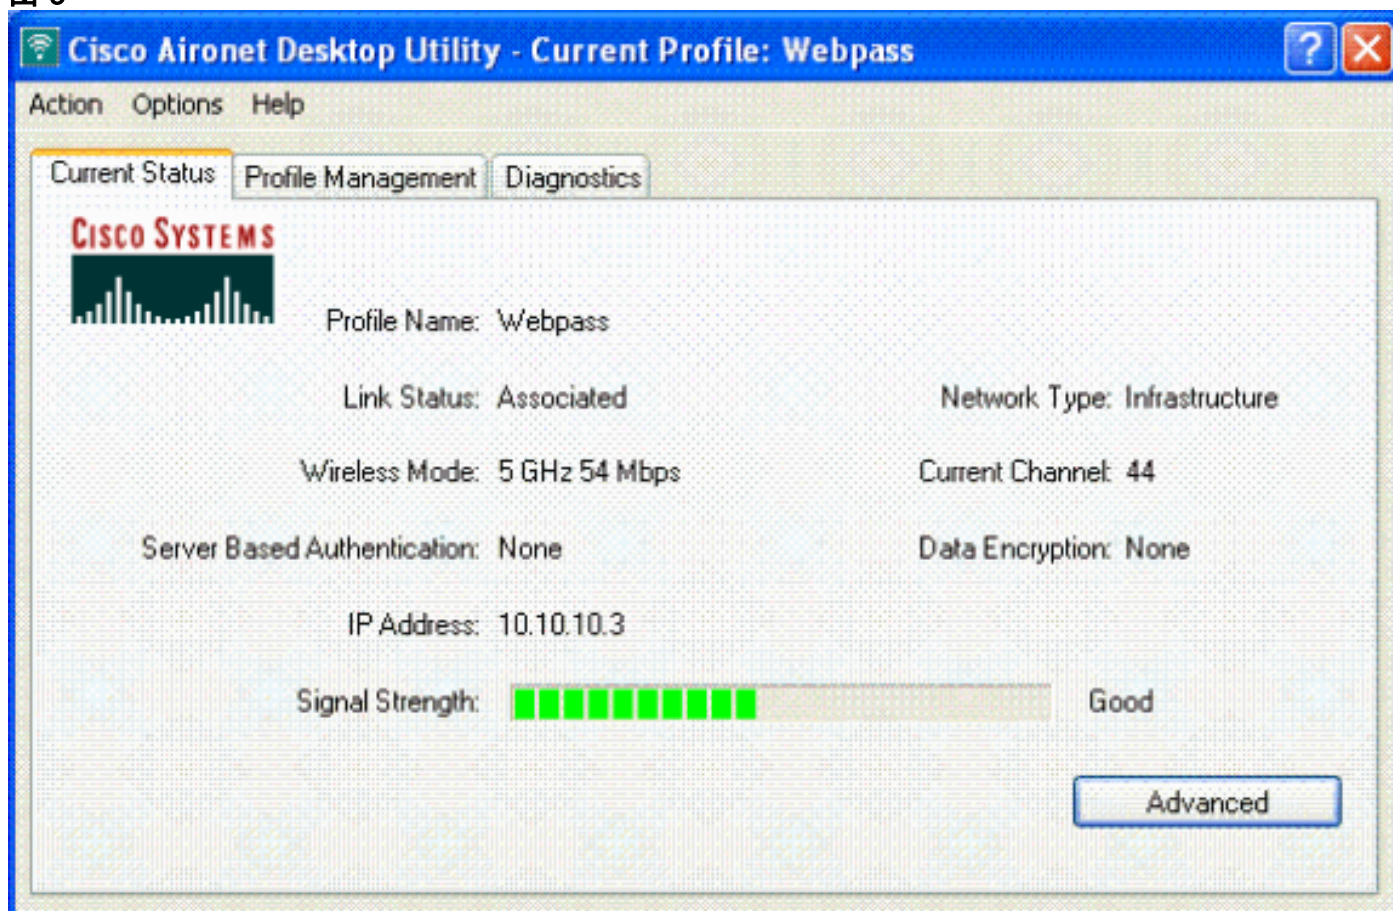 Cisco Aironet Desktop Utility - Current Profile: Webpass
Action Options Help
Current Status Profile Management Diagnostics
CISCO SYSTEMS
Profile Name: Webpass
Link Status: Associated Network Type: Infrastructure
Wireless Mode: 5 GHz 54 Mbps Current Channel: 44
Server Based Authentication: None Data Encryption: None
IP Address: 10.10.10.3
Signal Strength: Good
Advanced